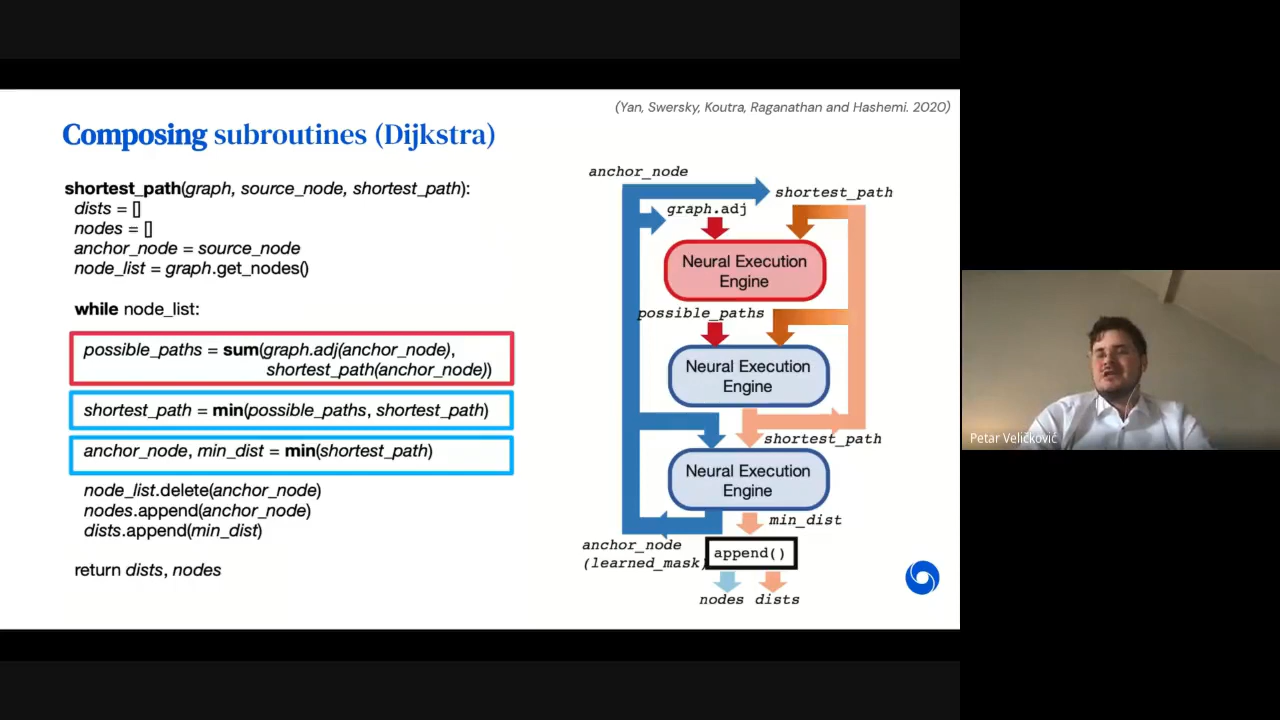 (Yan, Swersky, Koutra, Raganathan and Hashemi. 2020)
Composing subroutines (Dijkstra)
shortest_path(graph, source_node, shortest_path):
dists = []
nodes = []
anchor_node = source_node
node_list = graph.get_nodes()
while node_list:
possible_paths = sum(graph.adj(anchor_node),
shortest_path(anchor_node))
shortest_path = min(possible_paths, shortest_path)
anchor_node, min_dist = min(shortest_path)
node_list.delete(anchor_node)
nodes.append(anchor_node)
dists.append(min_dist)
return dists, nodes
anchor_node
shortest_path
graph.adj
Neural Execution
Engine
possible_paths
Neural Execution
Engine
shortest_path
Neural Execution
Engine
min_dist
anchor_node
(learned_mask)
append()
nodes dists
Petar Veličković